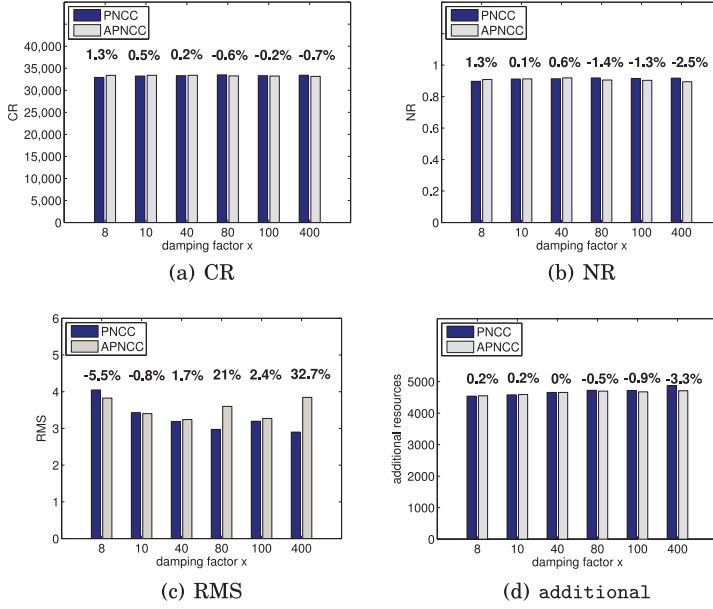 PNCC
APNCC
40,000
35,000
30,000
25,000
20,000
15,000
10,000
5,000
0
CR
1.3% 0.5% 0.2% -0.6% -0.2% -0.7%
8 10 40 80 100 400
damping factor x
(a) CR
PNCC
APNCC
1
0.8
0.6
0.4
0.2
0
NR
1.3% 0.1% 0.6% -1.4% -1.3% -2.5%
8 10 40 80 100 400
damping factor x
(b) NR
PNCC
APNCC
6
5
4
3
2
1
0
RMS
-5.5% -0.8% 1.7% 21% 2.4% 32.7%
8 10 40 80 100 400
damping factor x
(c) RMS
PNCC
APNCC
5000
4000
3000
2000
1000
0
additional resources
0.2% 0.2% 0% -0.5% -0.9% -3.3%
8 10 40 80 100 400
damping factor x
(d) additional